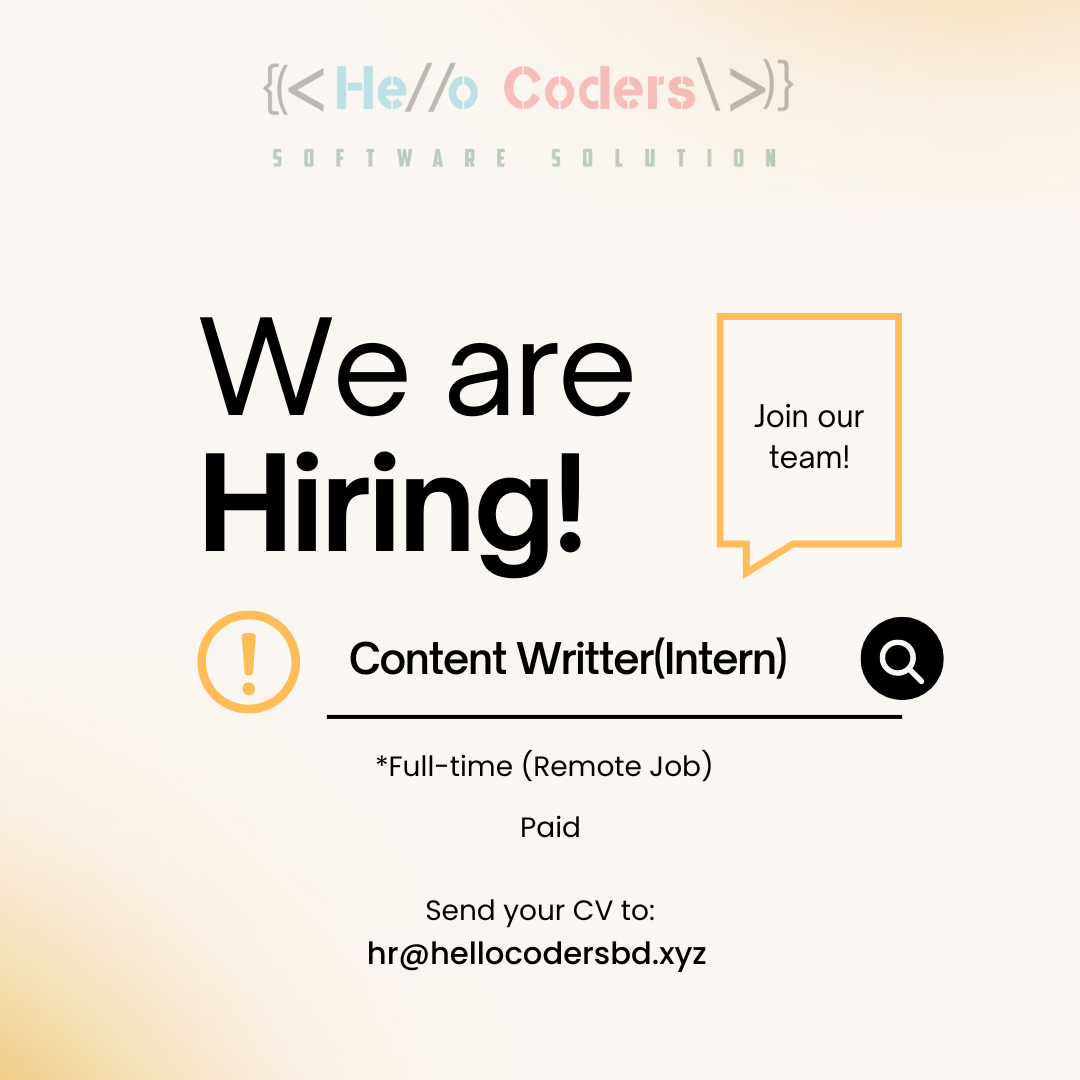 {(<Hello Coders\>)}
SOFTWARE SOLUTION
We are
Hiring!
Join our
team!
Content Writter(Intern)
*Full-time (Remote Job)
Paid
Send your CV to:
hr@hellocodersbd.xyz